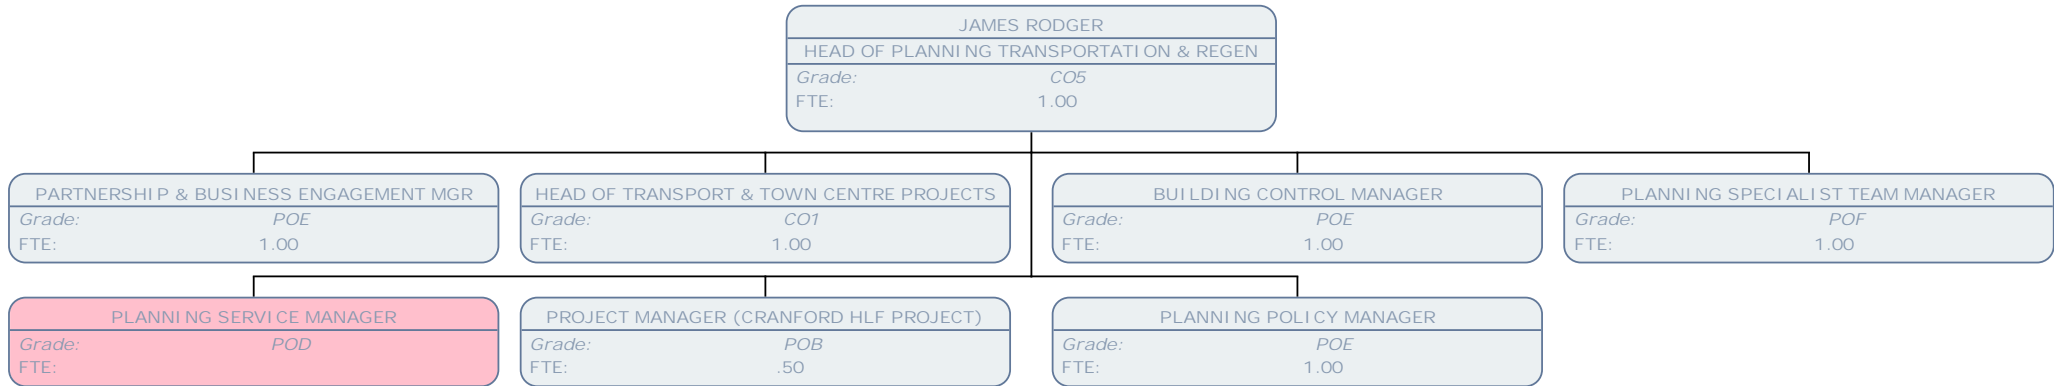 JAMES RODGER
HEAD OF PLANNING TRANSPORTATION & REGEN
Grade: CO5
FTE: 1.00
PARTNERSHIP & BUSINESS ENGAGEMENT MGR
Grade: POE
FTE: 1.00
HEAD OF TRANSPORT & TOWN CENTRE PROJECTS
Grade: CO1
FTE: 1.00
BUILDING CONTROL MANAGER
Grade: POE
FTE: 1.00
PLANNING SPECIALIST TEAM MANAGER
Grade: POF
FTE: 1.00
PLANNING SERVICE MANAGER
Grade: POD
FTE:
PROJECT MANAGER (CRANFORD HLF PROJECT)
Grade: POB
FTE: .50
PLANNING POLICY MANAGER
Grade: POE
FTE: 1.00